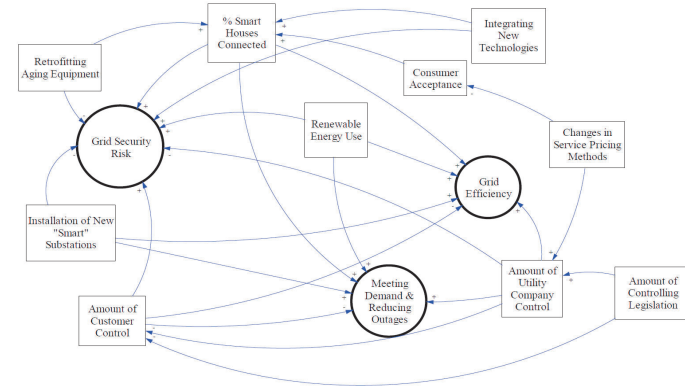 % Smart
Houses
Connected
Integrating
New
Technologies
Retrofitting
Aging Equipment
Consumer
Acceptance
Renewable
Energy Use
Changes in
Service Pricing
Methods
Grid Security
Risk
Grid
Efficiency
Installation of New
"Smart"
Substations
Meeting
Demand &
Reducing
Outages
Amount of
Utility
Company
Control
Amount of
Controlling
Legislation
Amount of
Customer
Control